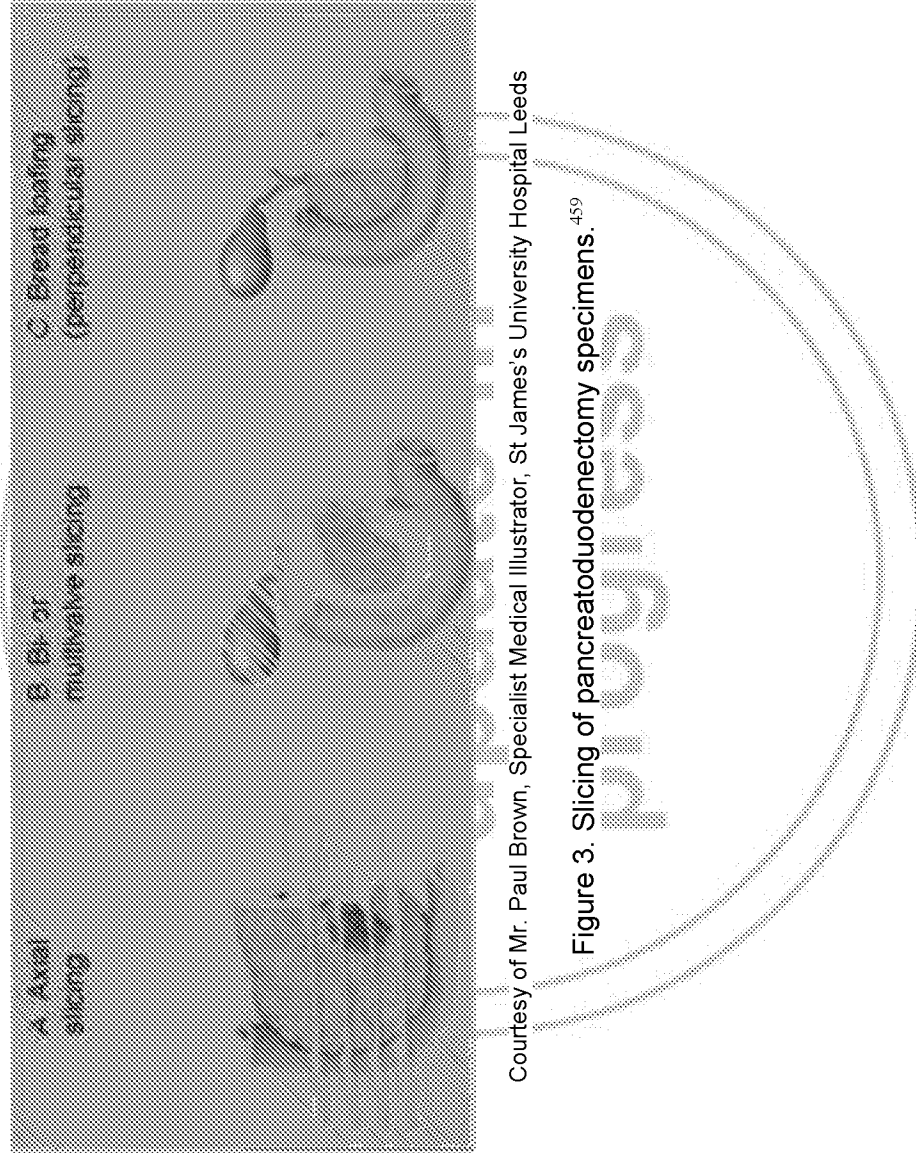 A. Axial
slicing
B. Bi- or
multivalve slicing
C. Bread loafing
(perpendicular slicing)
Courtesy of Mr. Paul Brown, Specialist Medical Illustrator, St James's University Hospital Leeds
Figure 3. Slicing of pancreatoduodenectomy specimens.459
progress